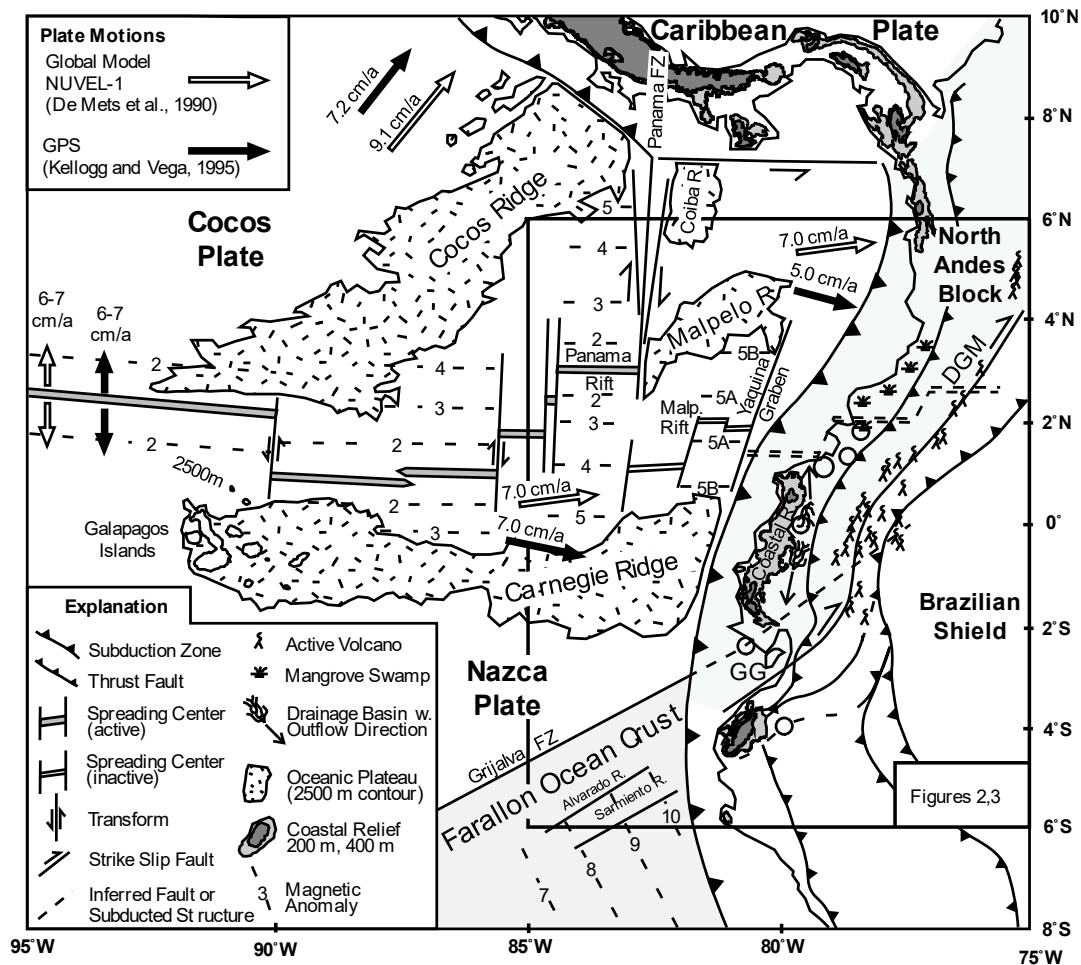 Plate Motions
Global Model
NUVEL-1
(De Mets et al., 1990)
GPS
(Kellogg and Vega, 1995)
Caribbean Plate
10˚N
7.2 cm/a
9.1 cm/a
Panama FZ
8˚N
Cocos
Plate
Cocos Ridge
Coiba R.
5
6˚N
4
7.0 cm/a
North
Andes
Block
5.0 cm/a
6-7
cm/a
6-7
cm/a
3
Malpelo R.
4˚N
2
2
Panama
5B
DGM
4
Rift
Yaquina
Graben
3
2
5A
Malp.
Rift
3
2˚N
2
2
5A
2500m
4
5B
7.0 cm/a
2
5
0˚
Galapagos
Islands
3
7.0 cm/a
Coastal R.
Carnegie Ridge
Brazilian
Shield
2˚S
Nazca
Plate
GG
Grijalva FZ
Farallon Ocean Crust
4˚S
Alvarado R.
Sarmiento R.
Figures 2,3
10
6˚S
9
8
7
8˚S
Explanation
Subduction Zone
Thrust Fault
Spreading Center
(active)
Spreading Center
(inactive)
Transform
Strike Slip Fault
Inferred Fault or
Subducted St ructure
Active Volcano
Mangrove Swamp
Drainage Basin w.
Outflow Direction
Oceanic Plateau
(2500 m contour)
Coastal Relief
200 m, 400 m
3 Magnetic
Anomaly
95˚W
90˚W
85˚W
80˚W
75˚W